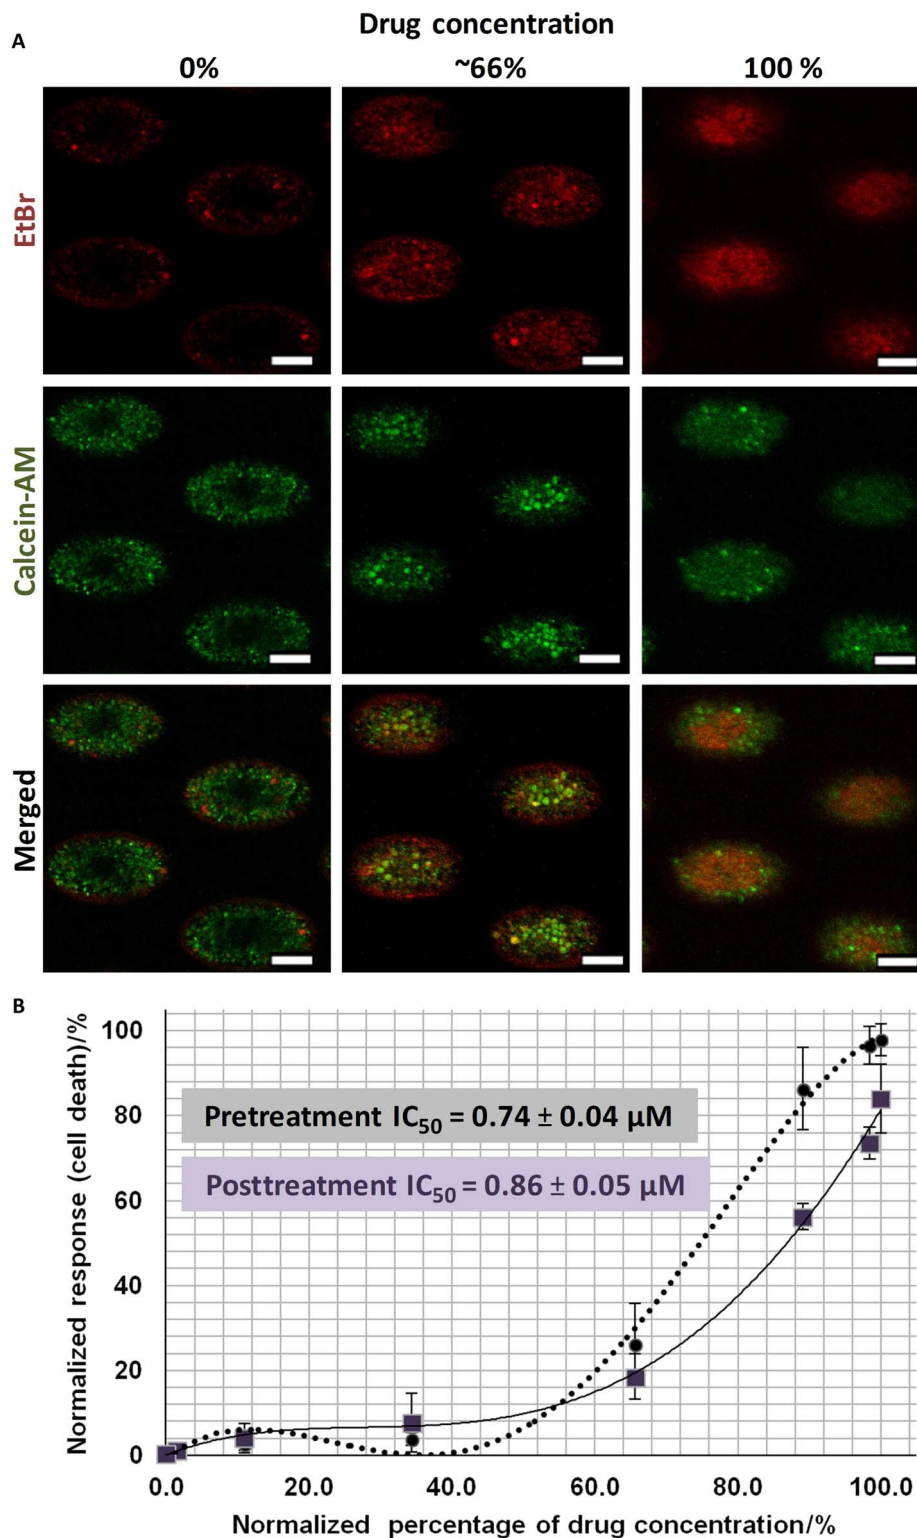 Drug concentration
A
0% ~66% 100 %
EtBr
Calcein-AM
Merged
B
Normalized response (cell death)/%
100
80
60
40
20
0
Pretreatment IC50 = 0.74 ± 0.04 µM
Posttreatment IC50 = 0.86 ± 0.05 µM
0.0 20.0 40.0 60.0 80.0 100.0
Normalized percentage of drug concentration/%